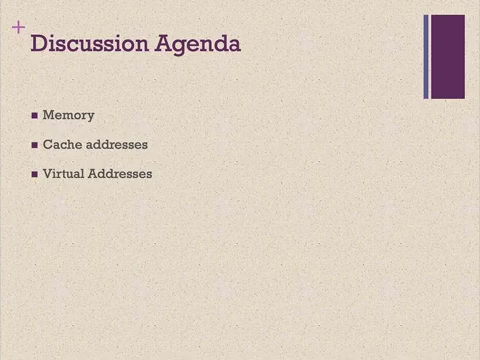 +
Discussion Agenda
Memory
Cache addresses
Virtual Addresses